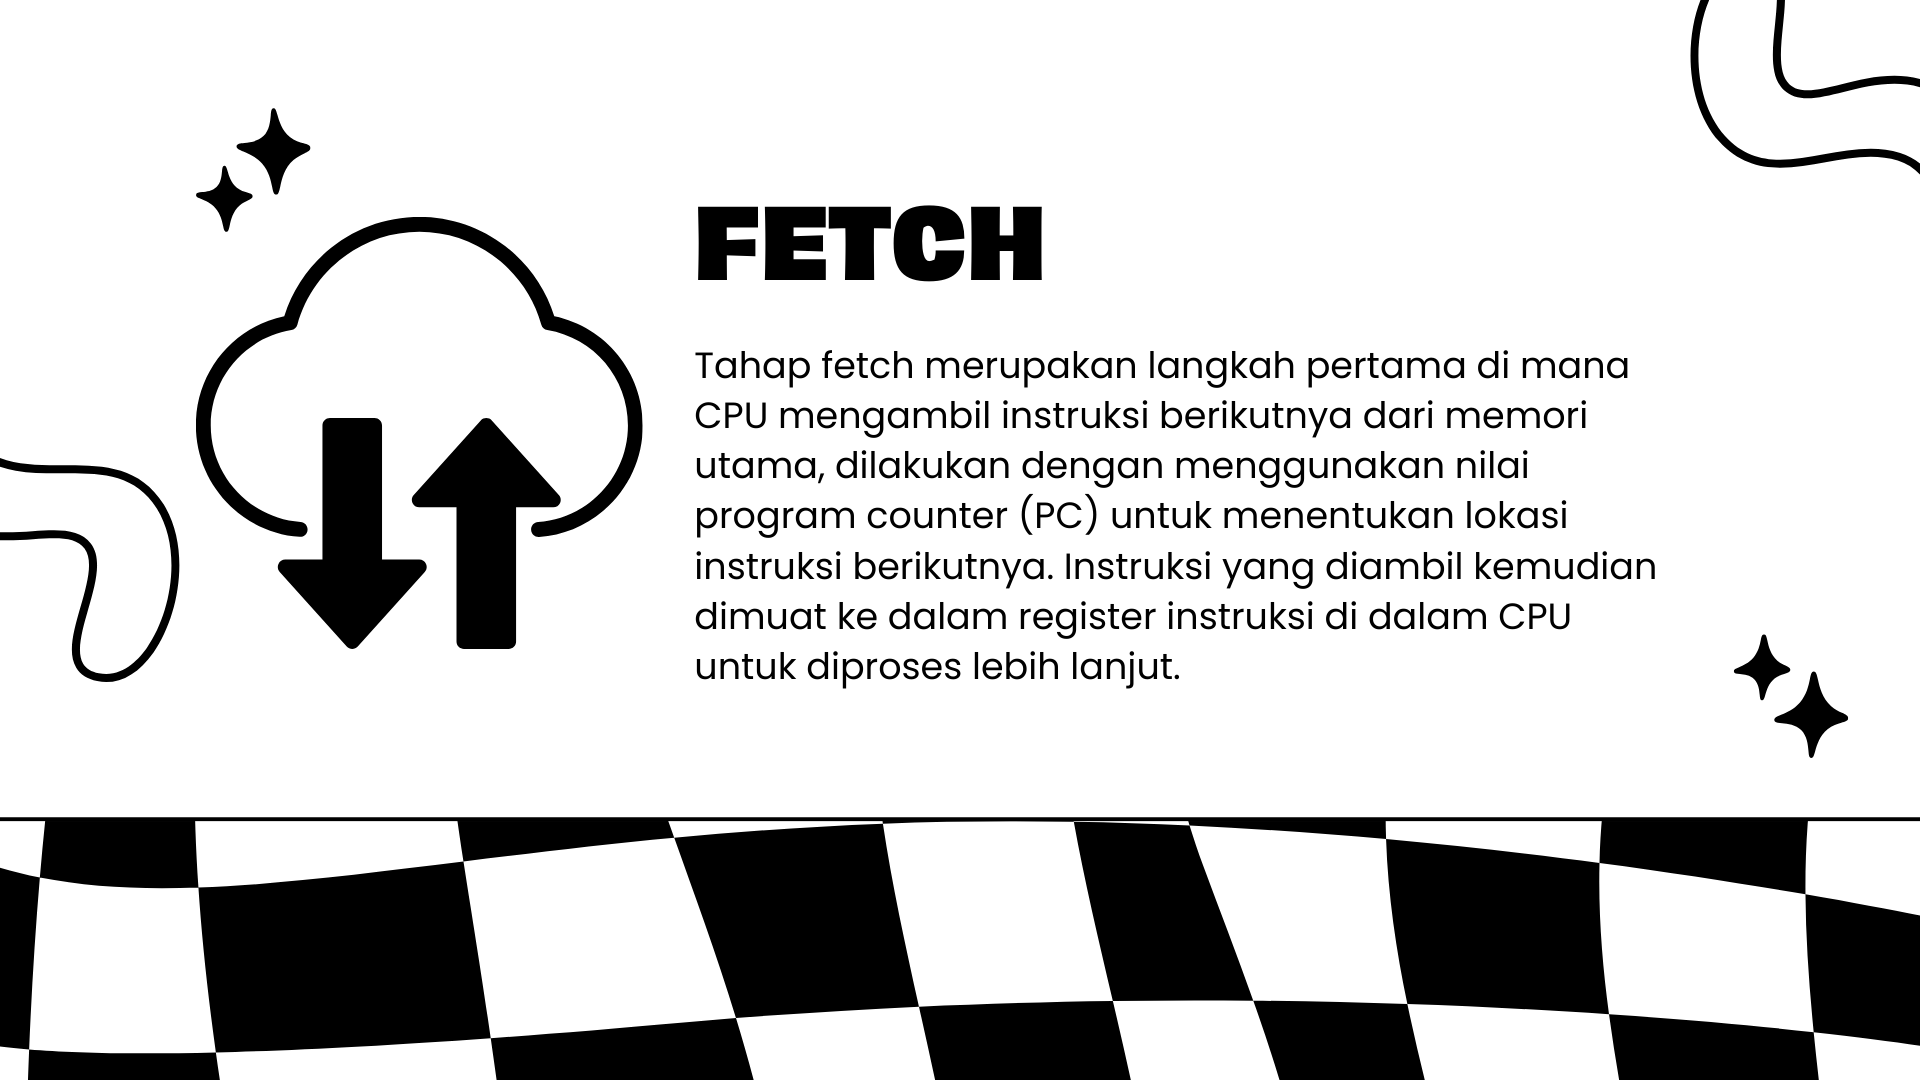 FETCH
Tahap fetch merupakan langkah pertama di mana
CPU mengambil instruksi berikutnya dari memori
utama, dilakukan dengan menggunakan nilai
program counter (PC) untuk menentukan lokasi
instruksi berikutnya. Instruksi yang diambil kemudian
dimuat ke dalam register instruksi di dalam CPU
untuk diproses lebih lanjut.